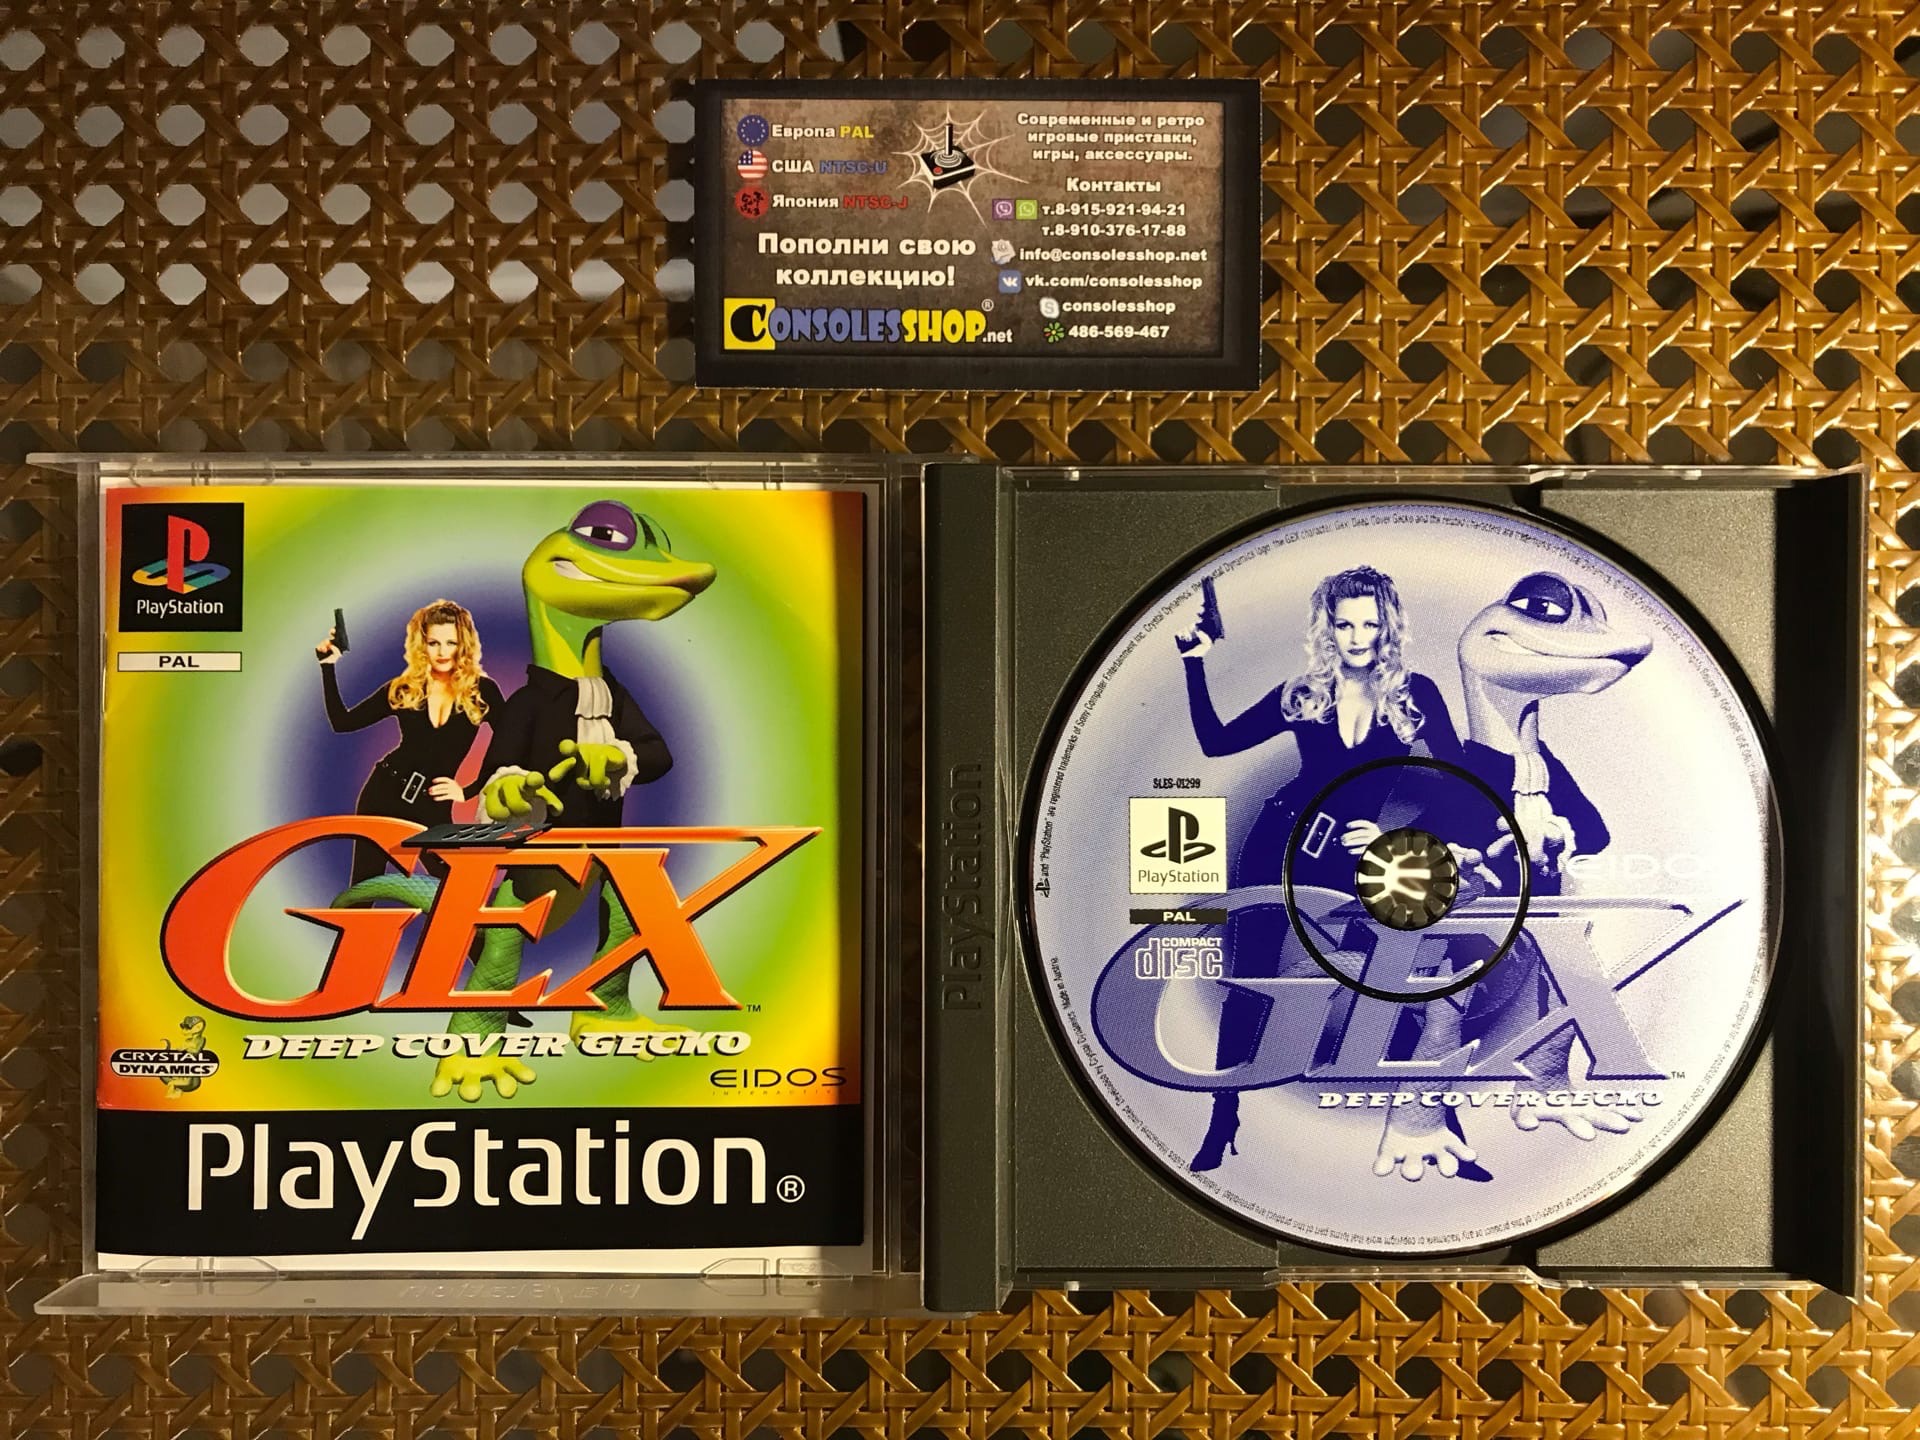 Европа PAL
США NTSC-U
Япония NTSC-J
Пополни свою
коллекцию!
CONSOLESSHOP.net
®
Современные и ретро
игровые приставки,
игры, аксессуары.
Контакты
т.8-915-921-94-21
т.8-910-376-17-88
info@consolesshop.net
vk.com/consolesshop
consolesshop
486-569-467
PlayStation
PAL
GEX™
DEEP COVER GECKO
CRYSTAL
DYNAMICS
EIDOS
INTERACTIVE
PlayStation®
PlayStation
SLES-01299
PlayStation
PAL
COMPACT
disc
EIDOS
GEX™
DEEP COVER GECKO